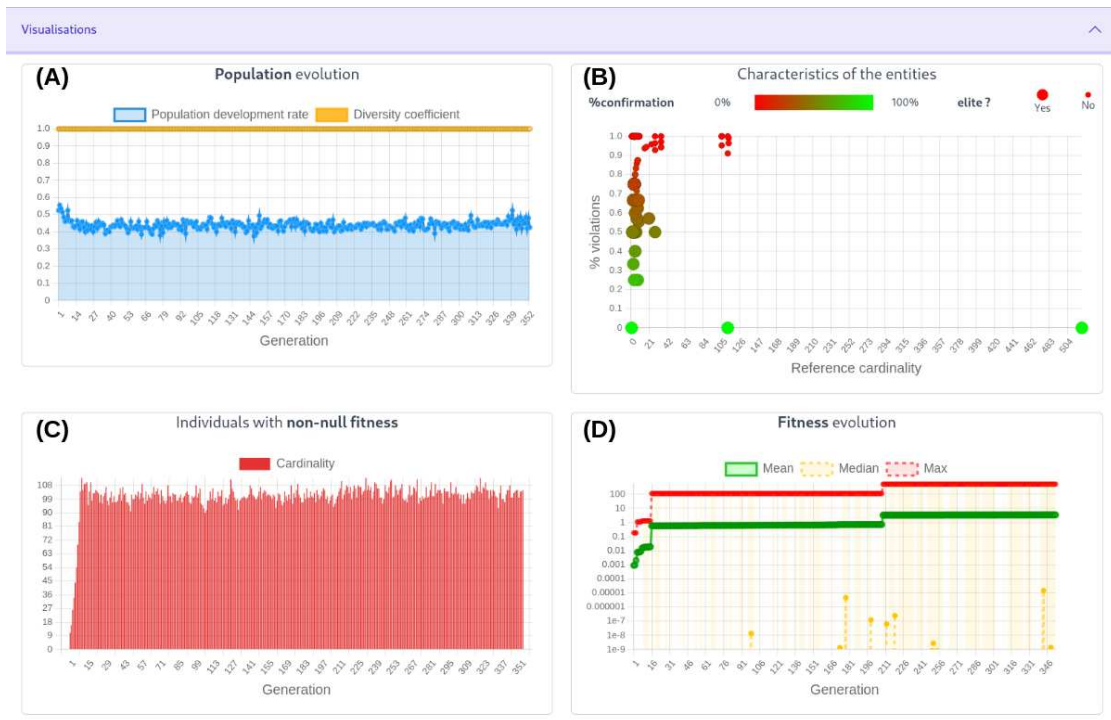 Visualisations
(A)
Population evolution
Population development rate
Diversity coefficient
1.0
0.9
0.8
0.7
0.6
0.5
0.4
0.3
0.2
0.1
0
1 14 27 40 53 66 79 92 105 118 131 144 157 170 183 196 209 222 235 248 261 274 287 300 313 326 339 352
Generation
(B)
Characteristics of the entities
%confirmation 0% 100% elite ? Yes No
% violations
1.0
0.9
0.8
0.7
0.6
0.5
0.4
0.3
0.2
0.1
0
0 21 42 63 84 105 126 147 168 189 210 231 252 273 294 315 336 357 378 399 420 441 462 483 504
Reference cardinality
(C)
Individuals with non-null fitness
Cardinality
108
99
90
81
72
63
54
45
36
27
18
9
0
1 15 29 43 57 71 85 99 113 127 141 155 169 183 197 211 225 239 253 267 281 295 309 323 337 351
Generation
(D)
Fitness evolution
Mean Median Max
100
10
1
0.1
0.01
0.001
0.0001
0.00001
0.000001
1e-7
1e-8
1e-9
1 16 31 46 61 76 91 106 121 136 151 166 181 196 211 226 241 256 271 286 301 316 331 346
Generation